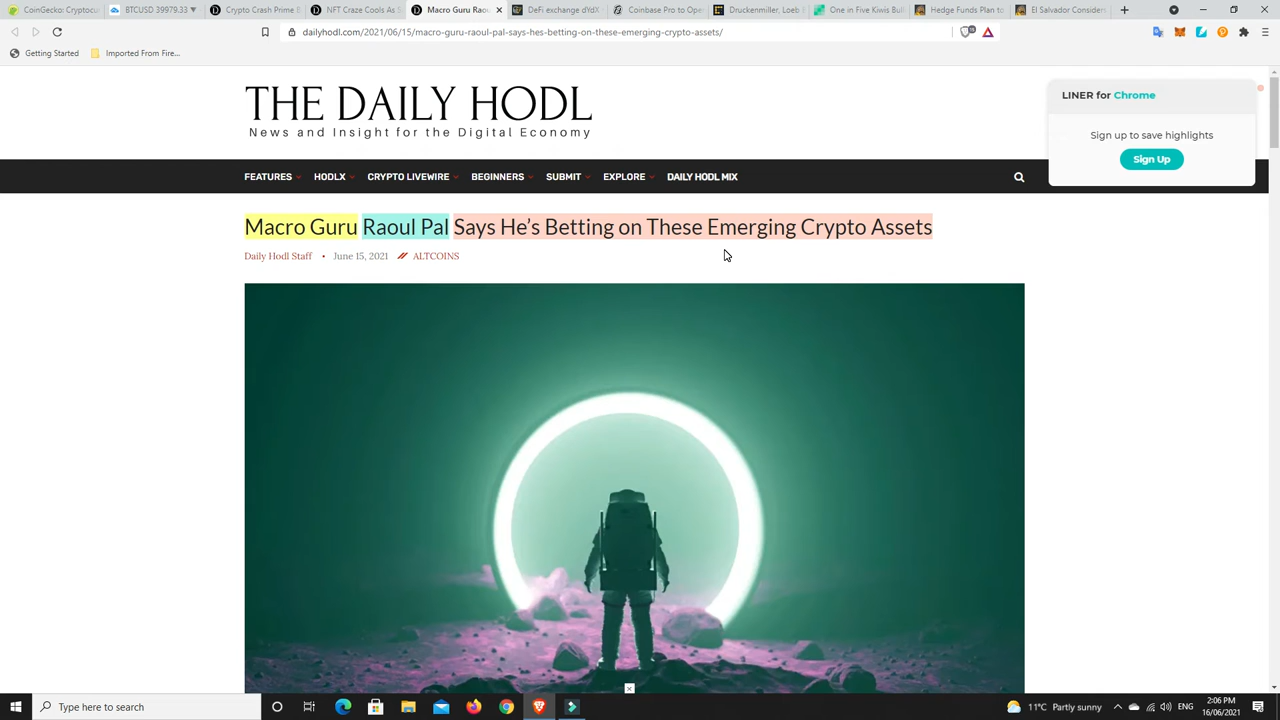 CoinGecko: Cryptocur
BTCUSD 39979.33 ▼
Crypto Crash Prime E
NFT Craze Cools As S
Macro Guru Raou
DeFi exchange dYdX
Coinbase Pro to Ope
Druckenmiller, Loeb
One in Five Kiwis Bui
Hedge Funds Plan to
El Salvador Consider
dailyhodl.com/2021/06/15/macro-guru-raoul-pal-says-hes-betting-on-these-emerging-crypto-assets/
Getting Started
Imported From Fire...
THE DAILY HODL
News and Insight for the Digital Economy
LINER for Chrome
Sign up to save highlights
Sign Up
FEATURES
HODLX
CRYPTO LIVEWIRE
BEGINNERS
SUBMIT
EXPLORE
DAILY HODL MIX
Macro Guru Raoul Pal Says He's Betting on These Emerging Crypto Assets
Daily Hodl Staff • June 15, 2021 // ALTCOINS
Type here to search
11°C Partly sunny
ENG
2:06 PM
16/06/2021